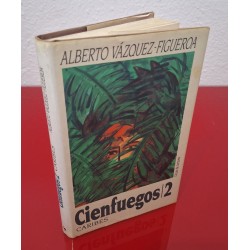 ALBERTO VÁZQUEZ-FIGUEROA
Cienfuegos/2
CARIBES